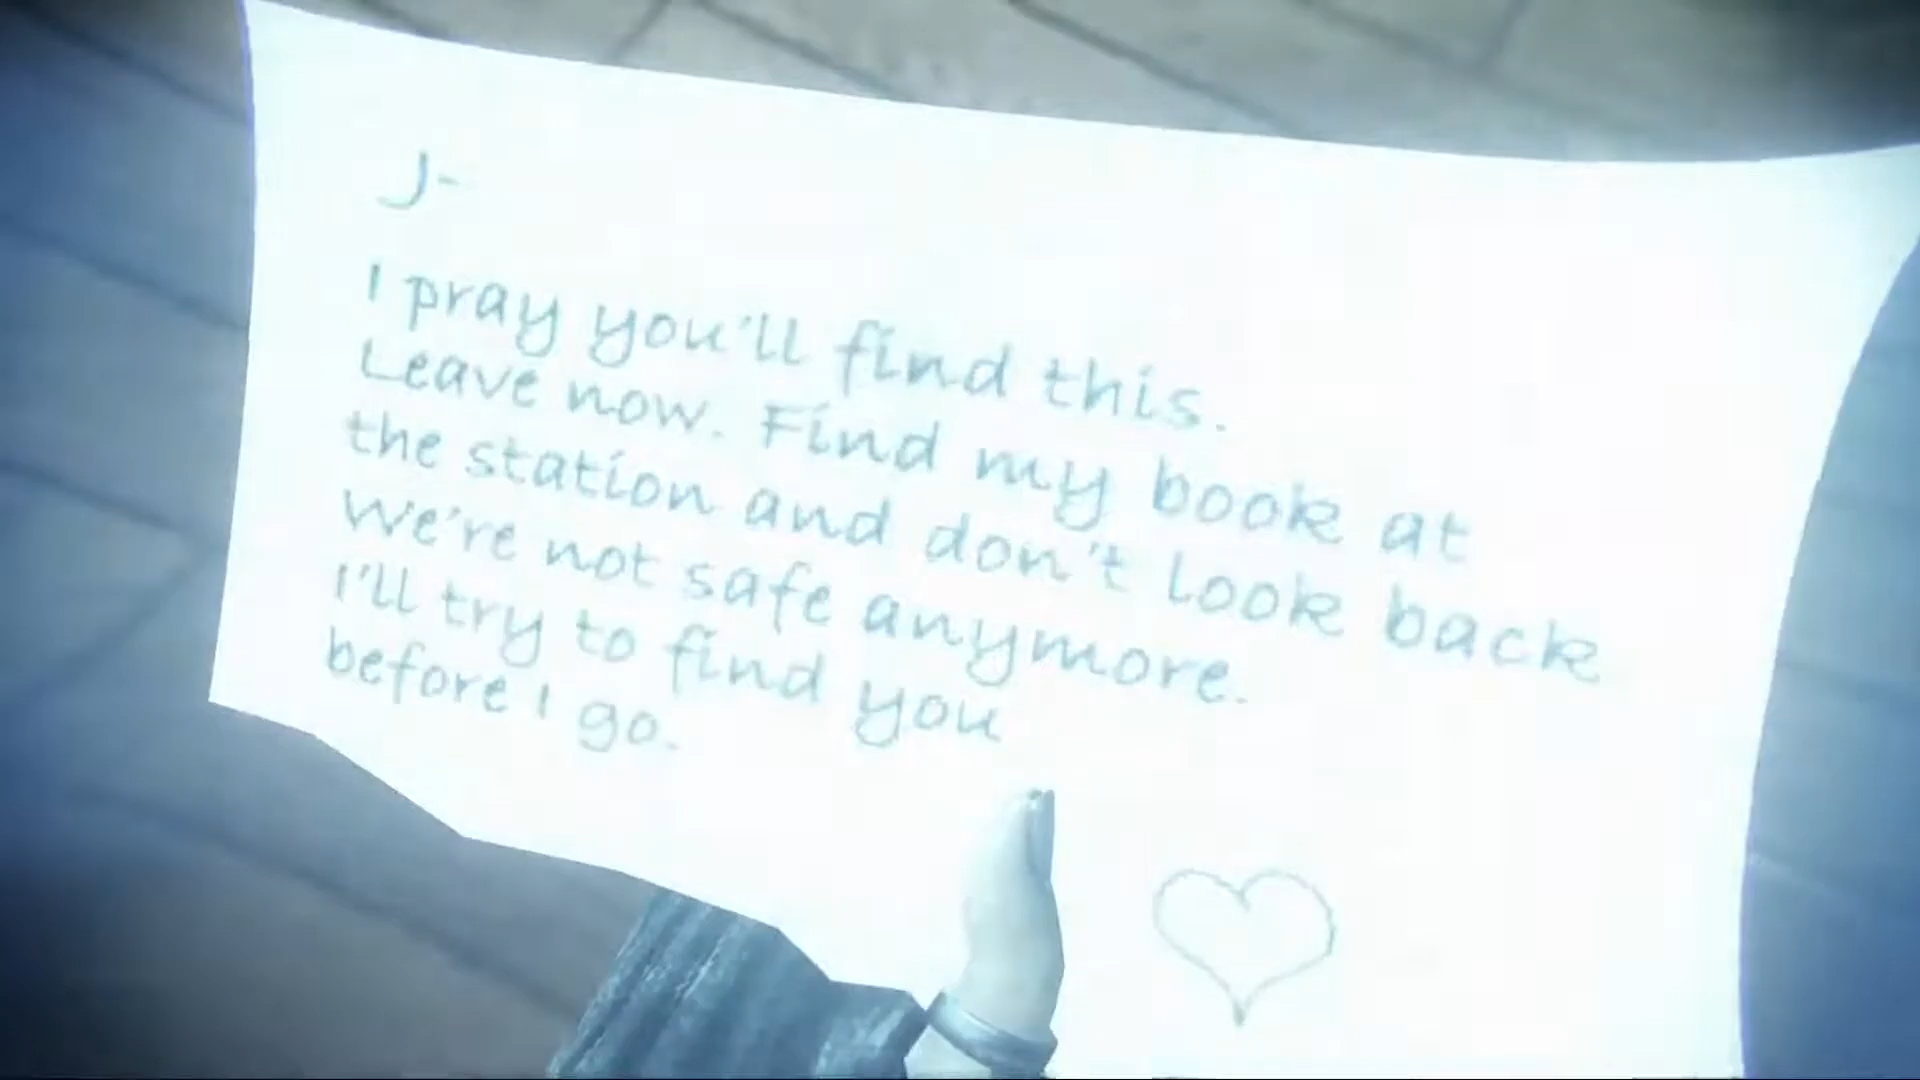 J-
I pray you'll find this.
Leave now. Find my book at
the station and don't look back
We're not safe anymore.
I'll try to find you
before I go.